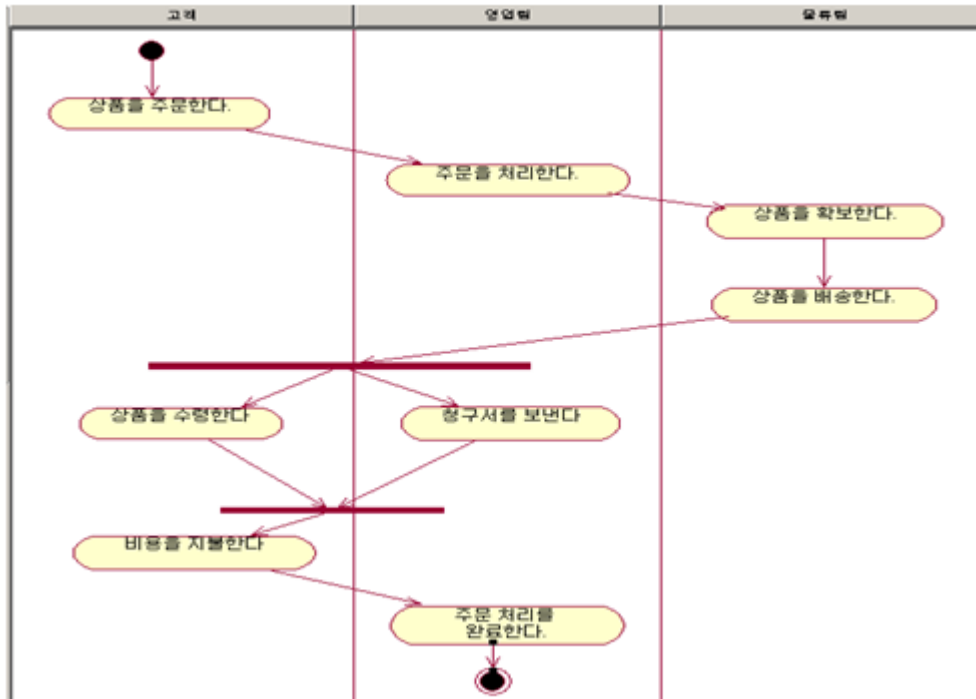 고객
영업팀
물류팀
상품을 주문한다.
주문을 처리한다.
상품을 확보한다.
상품을 배송한다.
상품을 수령한다
청구서를 보낸다
비용을 지불한다
주문 처리를
완료한다.